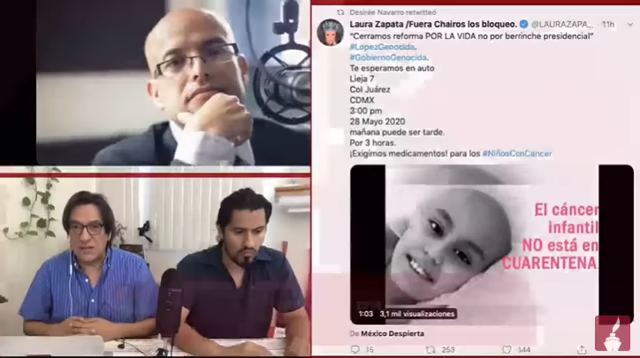 Desirée Navarro retwitteó
Laura Zapata /Fuera Chairos los bloqueo. @LAURAZAPA_ · 11h
"Cerramos reforma POR LA VIDA no por berrinche presidencial"
#LopezGenocida.
#GobiernoGenocida.
Te esperamos en auto
Lieja 7
Col Juárez
CDMX
3:00 pm
28 Mayo 2020
mañana puede ser tarde.
Por 3 horas.
¡Exigimos medicamentos! para los #NiñosConCancer
El cáncer
infantil
NO está en
CUARENTENA
1:03 3,1 mil visualizaciones
De México Despierta
253
544